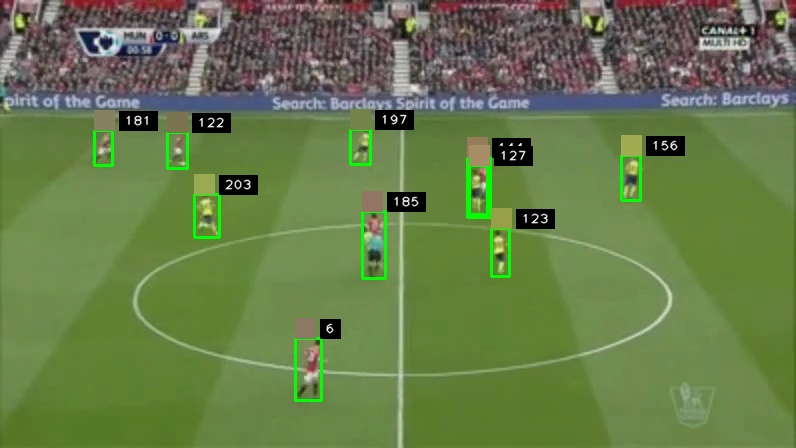 MUN 0-0 ARS
00:58
CANAL+ 1
MULTI HD
pirit of the Game
Search: Barclays Spirit of the Game
Search: Barclays
181
122
197
127
156
203
185
123
6